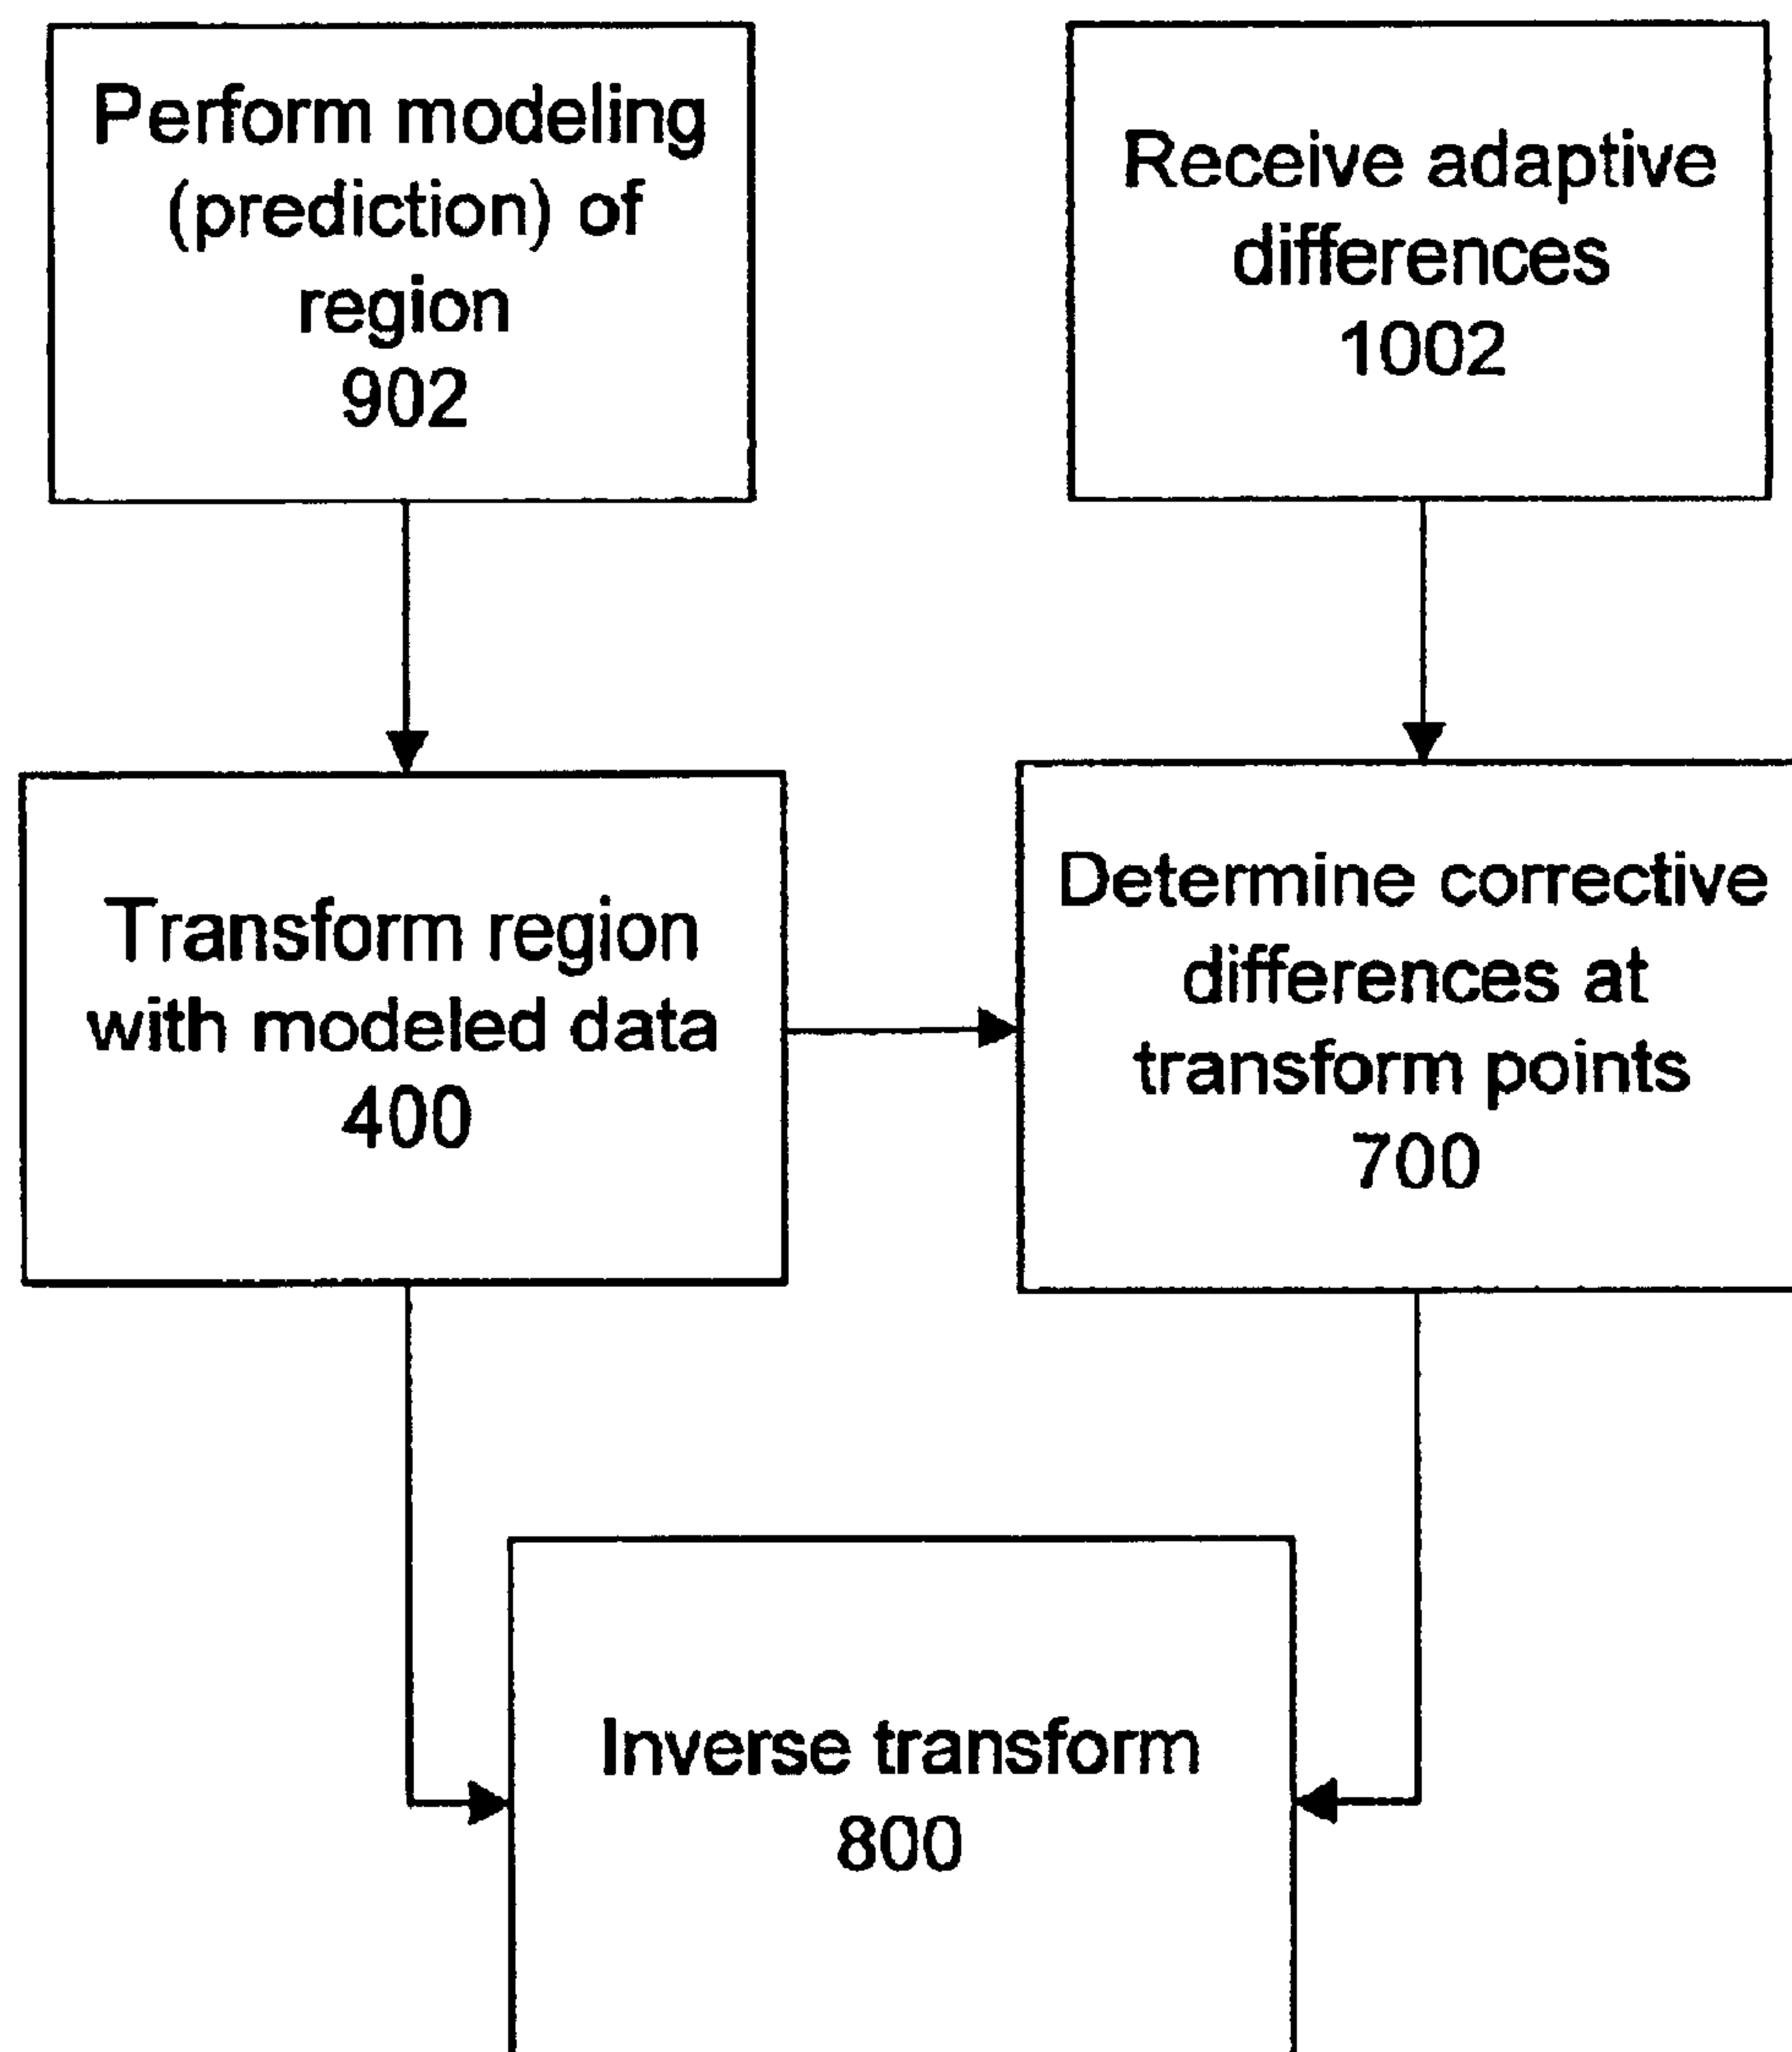 Perform modeling
(prediction) of
region
902
Receive adaptive
differences
1002
Transform region
with modeled data
400
Determine corrective
differences at
transform points
700
Inverse transform
800